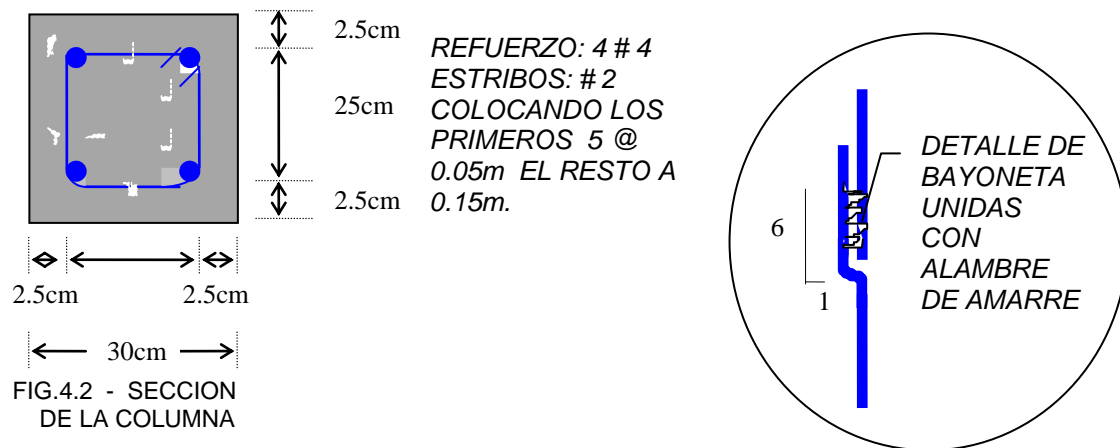 2.5cm
25cm
2.5cm
2.5cm
2.5cm
30cm
FIG.4.2 - SECCION
DE LA COLUMNA
REFUERZO: 4 # 4
ESTRIBOS: # 2
COLOCANDO LOS
PRIMEROS 5 @
0.05m EL RESTO A
0.15m.
6
1
DETALLE DE
BAYONETA
UNIDAS
CON
ALAMBRE
DE AMARRE